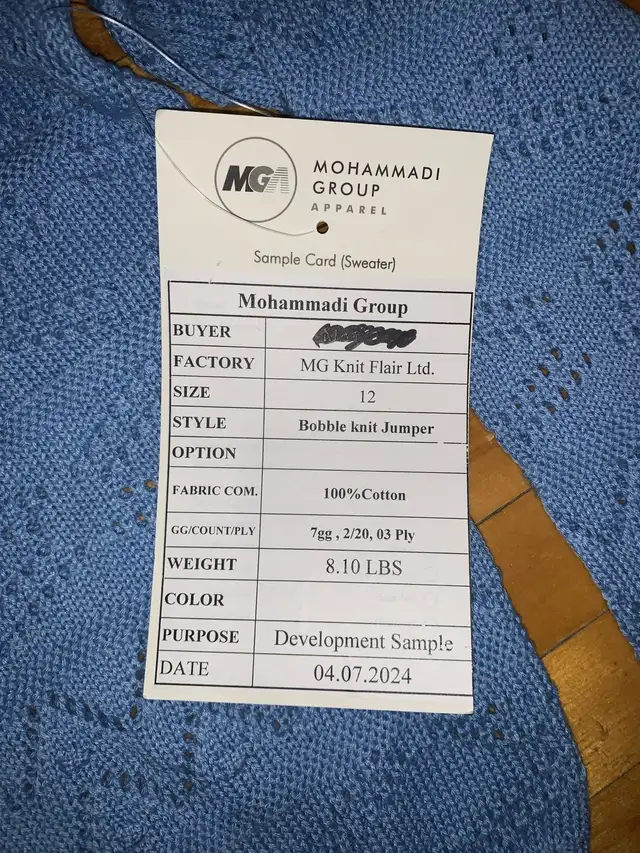 MGA
MOHAMMADI
GROUP
APPAREL
Sample Card (Sweater)
Mohammadi Group
BUYER
FACTORY MG Knit Flair Ltd.
SIZE 12
STYLE Bobble knit Jumper
OPTION
FABRIC COM. 100%Cotton
GG/COUNT/PLY 7gg , 2/20, 03 Ply
WEIGHT 8.10 LBS
COLOR
PURPOSE Development Sample
DATE 04.07.2024